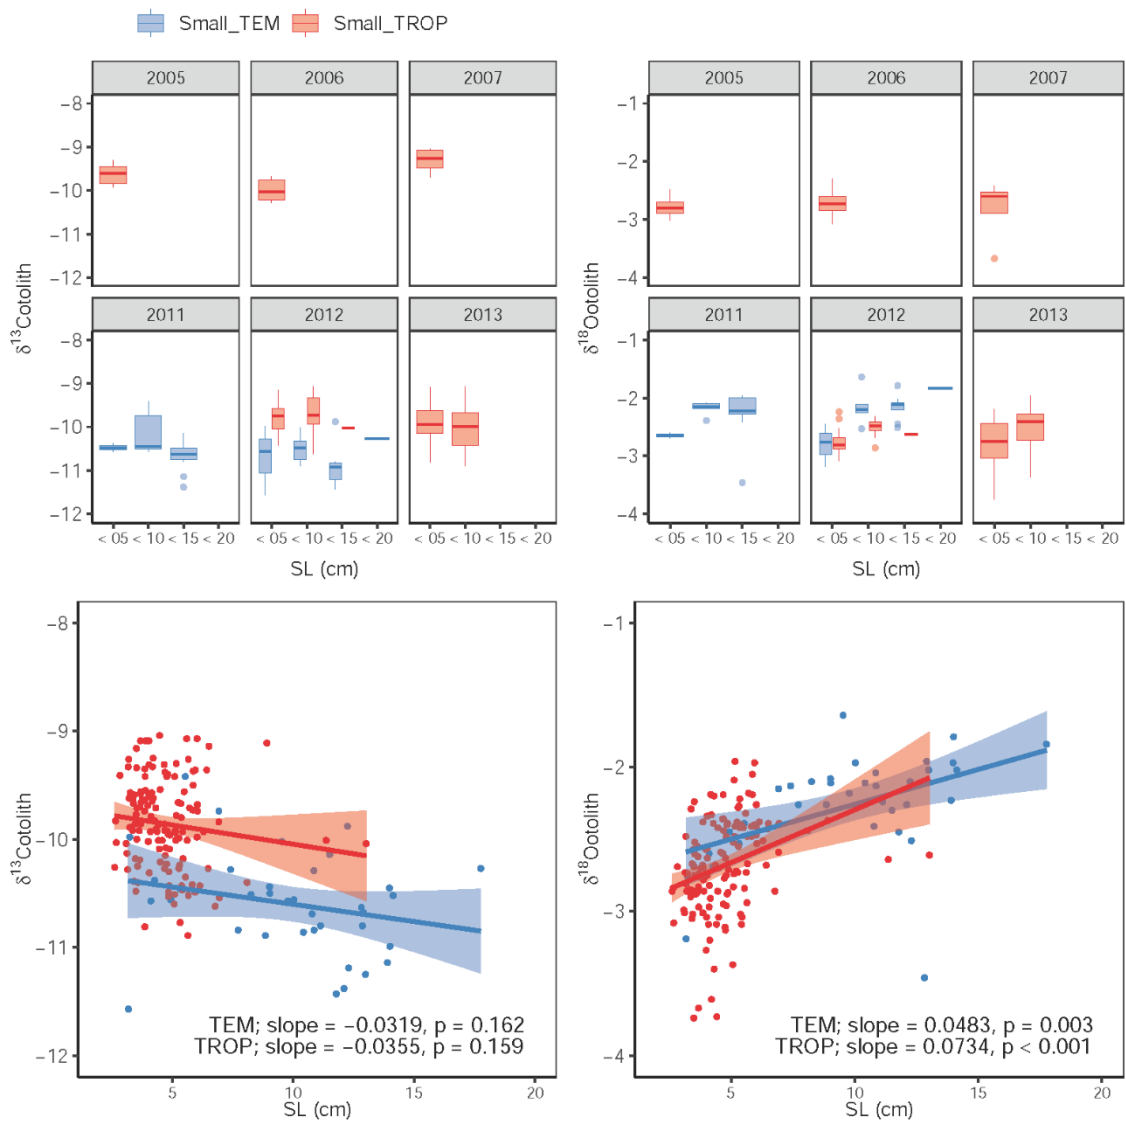 Small_TEM Small_TROP
2005 2006 2007
−8
−9
−10
−11
−12
2011 2012 2013
−8
−9
−10
−11
−12
δ13Cotolith
< 05 < 10 < 15 < 20 < 05 < 10 < 15 < 20 < 05 < 10 < 15 < 20
SL (cm)
2005 2006 2007
−1
−2
−3
−4
2011 2012 2013
−1
−2
−3
−4
δ18Ootolith
< 05 < 10 < 15 < 20 < 05 < 10 < 15 < 20 < 05 < 10 < 15 < 20
SL (cm)
−8
−9
−10
−11
−12
δ13Cotolith
TEM; slope = −0.0319, p = 0.162
TROP; slope = −0.0355, p = 0.159
5 10 15 20
SL (cm)
−1
−2
−3
−4
δ18Ootolith
TEM; slope = 0.0483, p = 0.003
TROP; slope = 0.0734, p < 0.001
5 10 15 20
SL (cm)